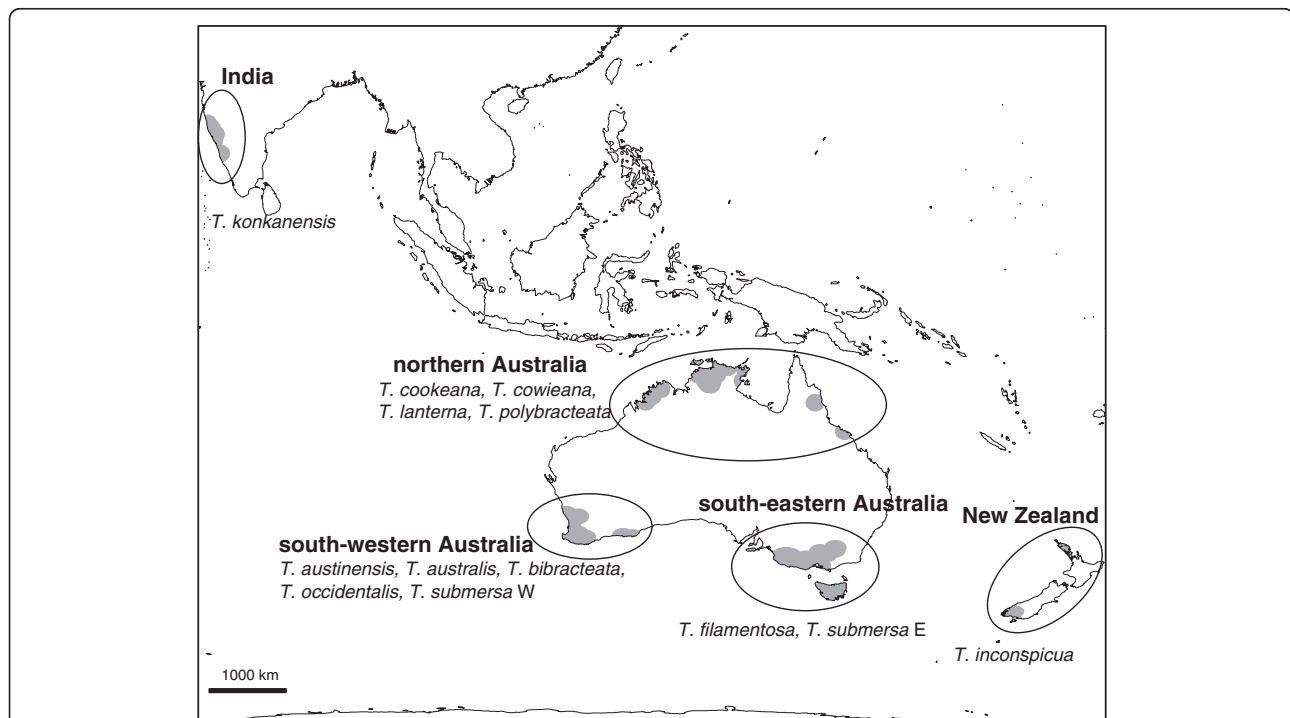 India
T. konkanensis
northern Australia
T. cookeana, T. cowieana,
T. lanterna, T. polybracteata
south-western Australia
T. austinensis, T. australis, T. bibracteata,
T. occidentalis, T. submersa W
south-eastern Australia
T. filamentosa, T. submersa E
New Zealand
T. inconspicua
1000 km